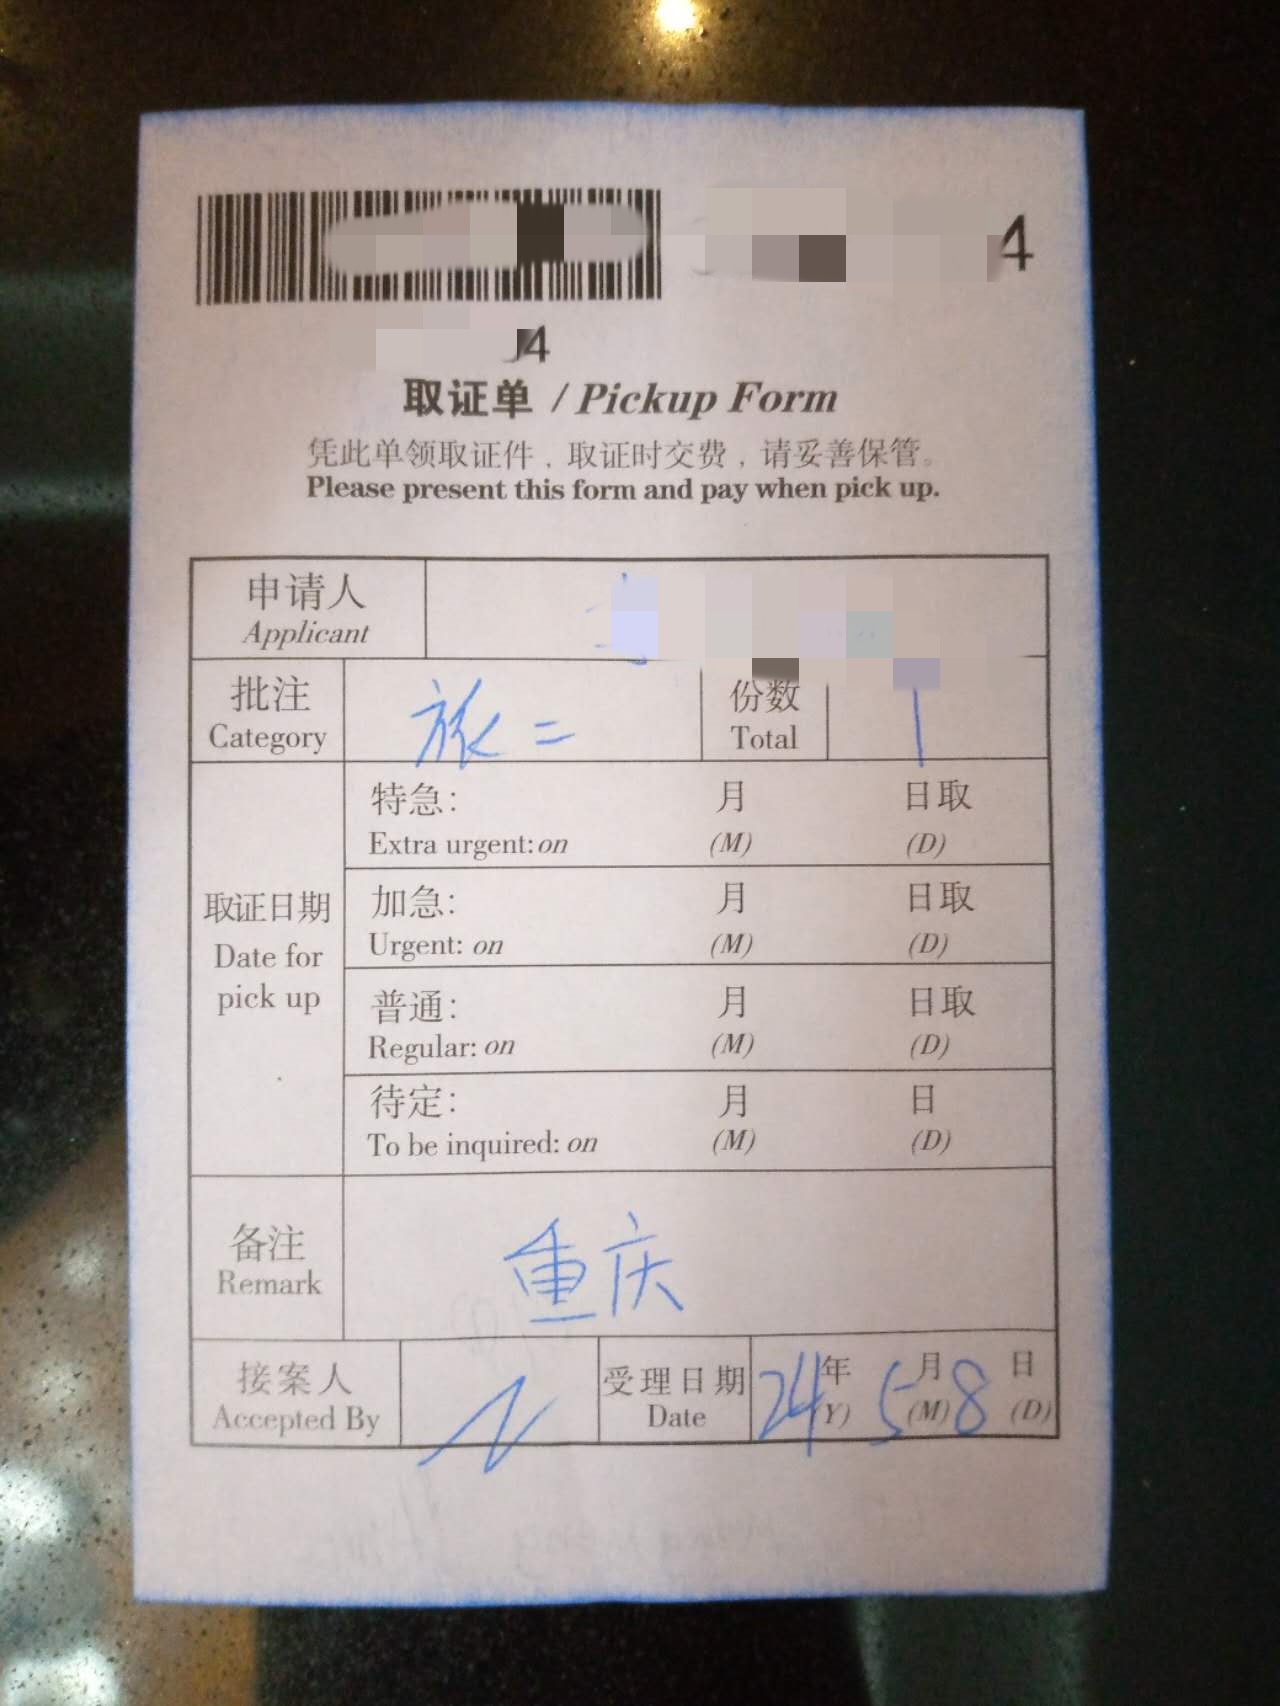 4
4
取证单 / Pickup Form
凭此单领取证件，取证时交费，请妥善保管。
Please present this form and pay when pick up.
申请人
Applicant
批注
Category
旅二
份数
Total
1
取证日期
Date for
pick up
特急： 月 日取
Extra urgent: on (M) (D)
加急： 月 日取
Urgent: on (M) (D)
普通： 月 日取
Regular: on (M) (D)
待定： 月 日
To be inquired: on (M) (D)
备注
Remark
重庆
接案人
Accepted By
受理日期
Date
24年 5月 8日
(Y) (M) (D)